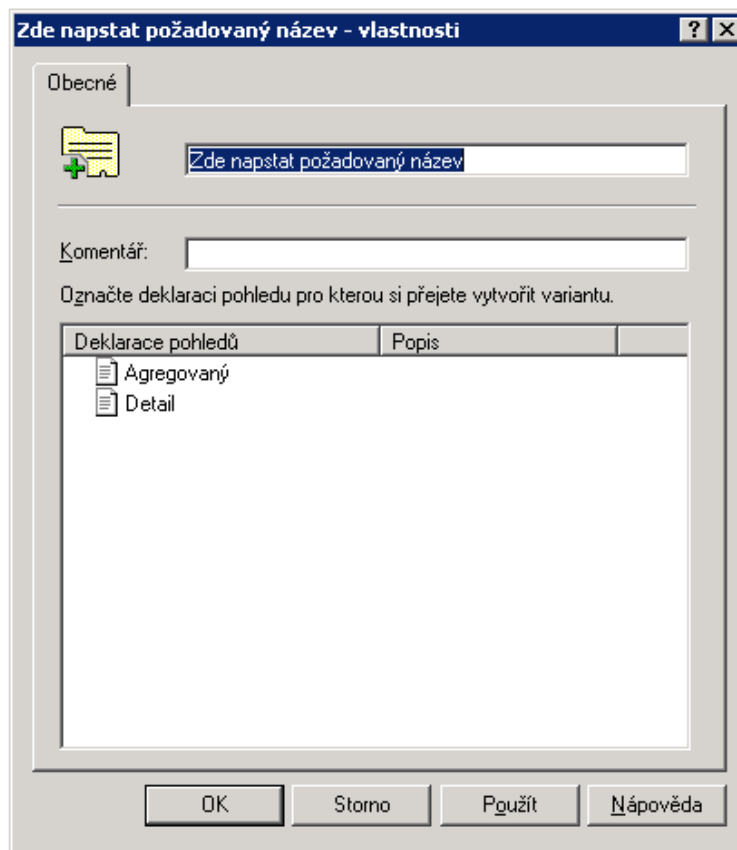 Zde napstat požadovaný název - vlastnosti
Obecné
Zde napstat požadovaný název
Komentář:
Označte deklaraci pohledu pro kterou si přejete vytvořit variantu.
Deklarace pohledů Popis
Agregovaný
Detail
OK Storno Použít Nápověda